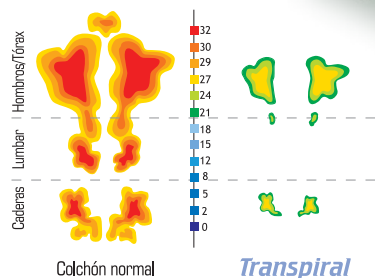 Hombros/Tórax
Lumbar
Caderas
32
30
29
27
24
21
18
15
12
8
5
2
0
Colchón normal
Transpiral